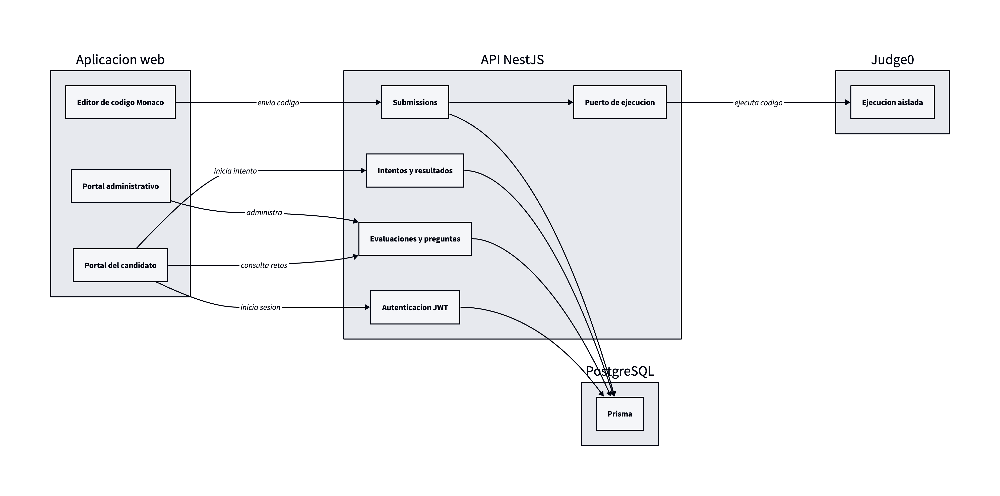 Aplicacion web
API NestJS
Judge0
Editor de codigo Monaco
envia codigo
Submissions
Puerto de ejecucion
ejecuta codigo
Ejecucion aislada
inicia intento
Intentos y resultados
Portal administrativo
administra
Evaluaciones y preguntas
Portal del candidato
consulta retos
inicia sesion
Autenticacion JWT
PostgreSQL
Prisma